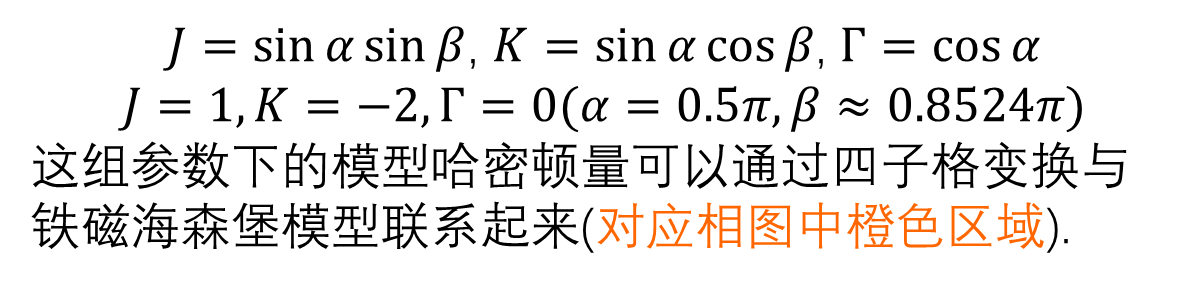 J = sin α sin β, K = sin α cos β, Γ = cos α
J = 1, K = −2, Γ = 0(α = 0.5π, β ≈ 0.8524π)
这组参数下的模型哈密顿量可以通过四子格变换与
铁磁海森堡模型联系起来(对应相图中橙色区域).